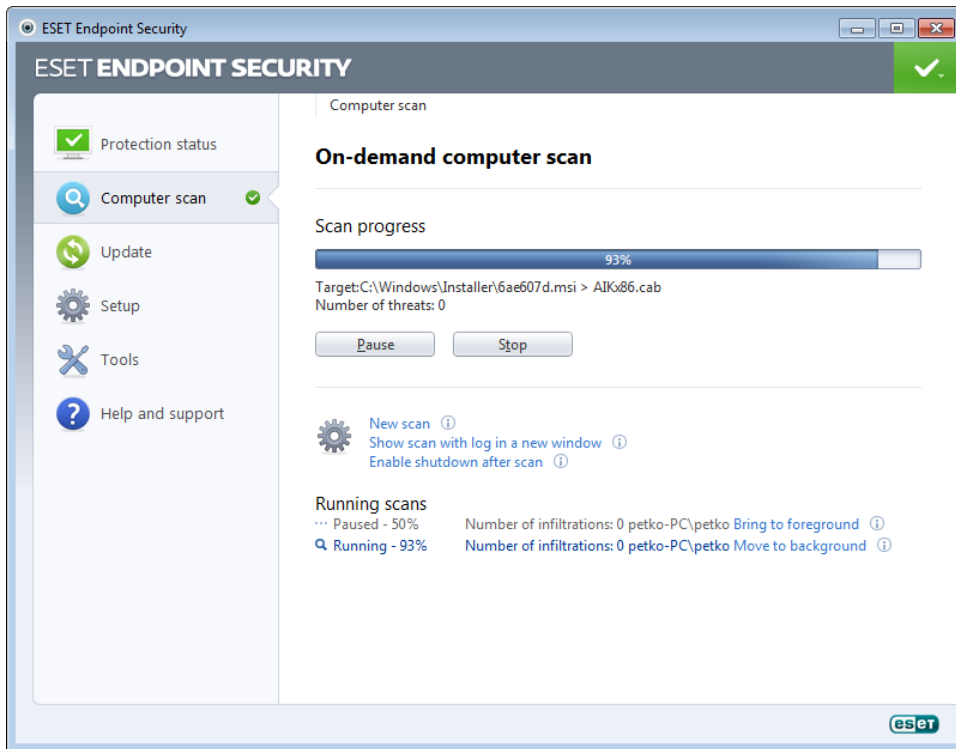 ESET Endpoint Security
ESET ENDPOINT SECURITY
Protection status
Computer scan
Update
Setup
Tools
Help and support
Computer scan
On-demand computer scan
Scan progress
93%
Target:C:\Windows\Installer\6ae607d.msi > AIKx86.cab
Number of threats: 0
Pause
Stop
New scan
Show scan with log in a new window
Enable shutdown after scan
Running scans
Paused - 50% Number of infiltrations: 0 petko-PC\petko Bring to foreground
Running - 93% Number of infiltrations: 0 petko-PC\petko Move to background
eseT